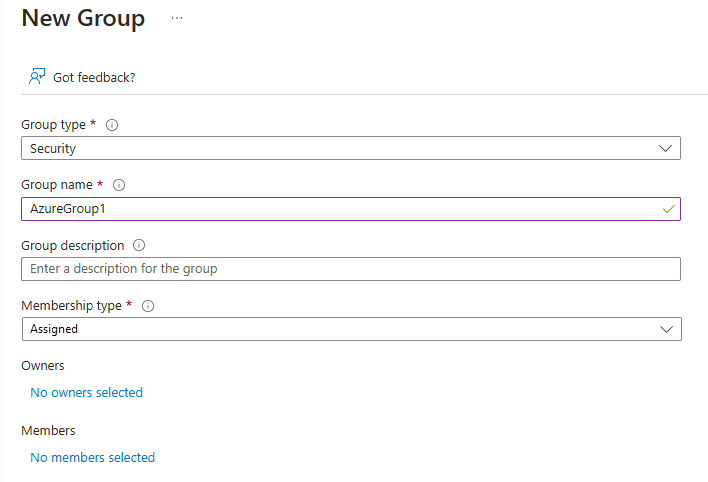 New Group ...
Got feedback?
Group type *
Security
Group name *
AzureGroup1
Group description
Enter a description for the group
Membership type *
Assigned
Owners
No owners selected
Members
No members selected